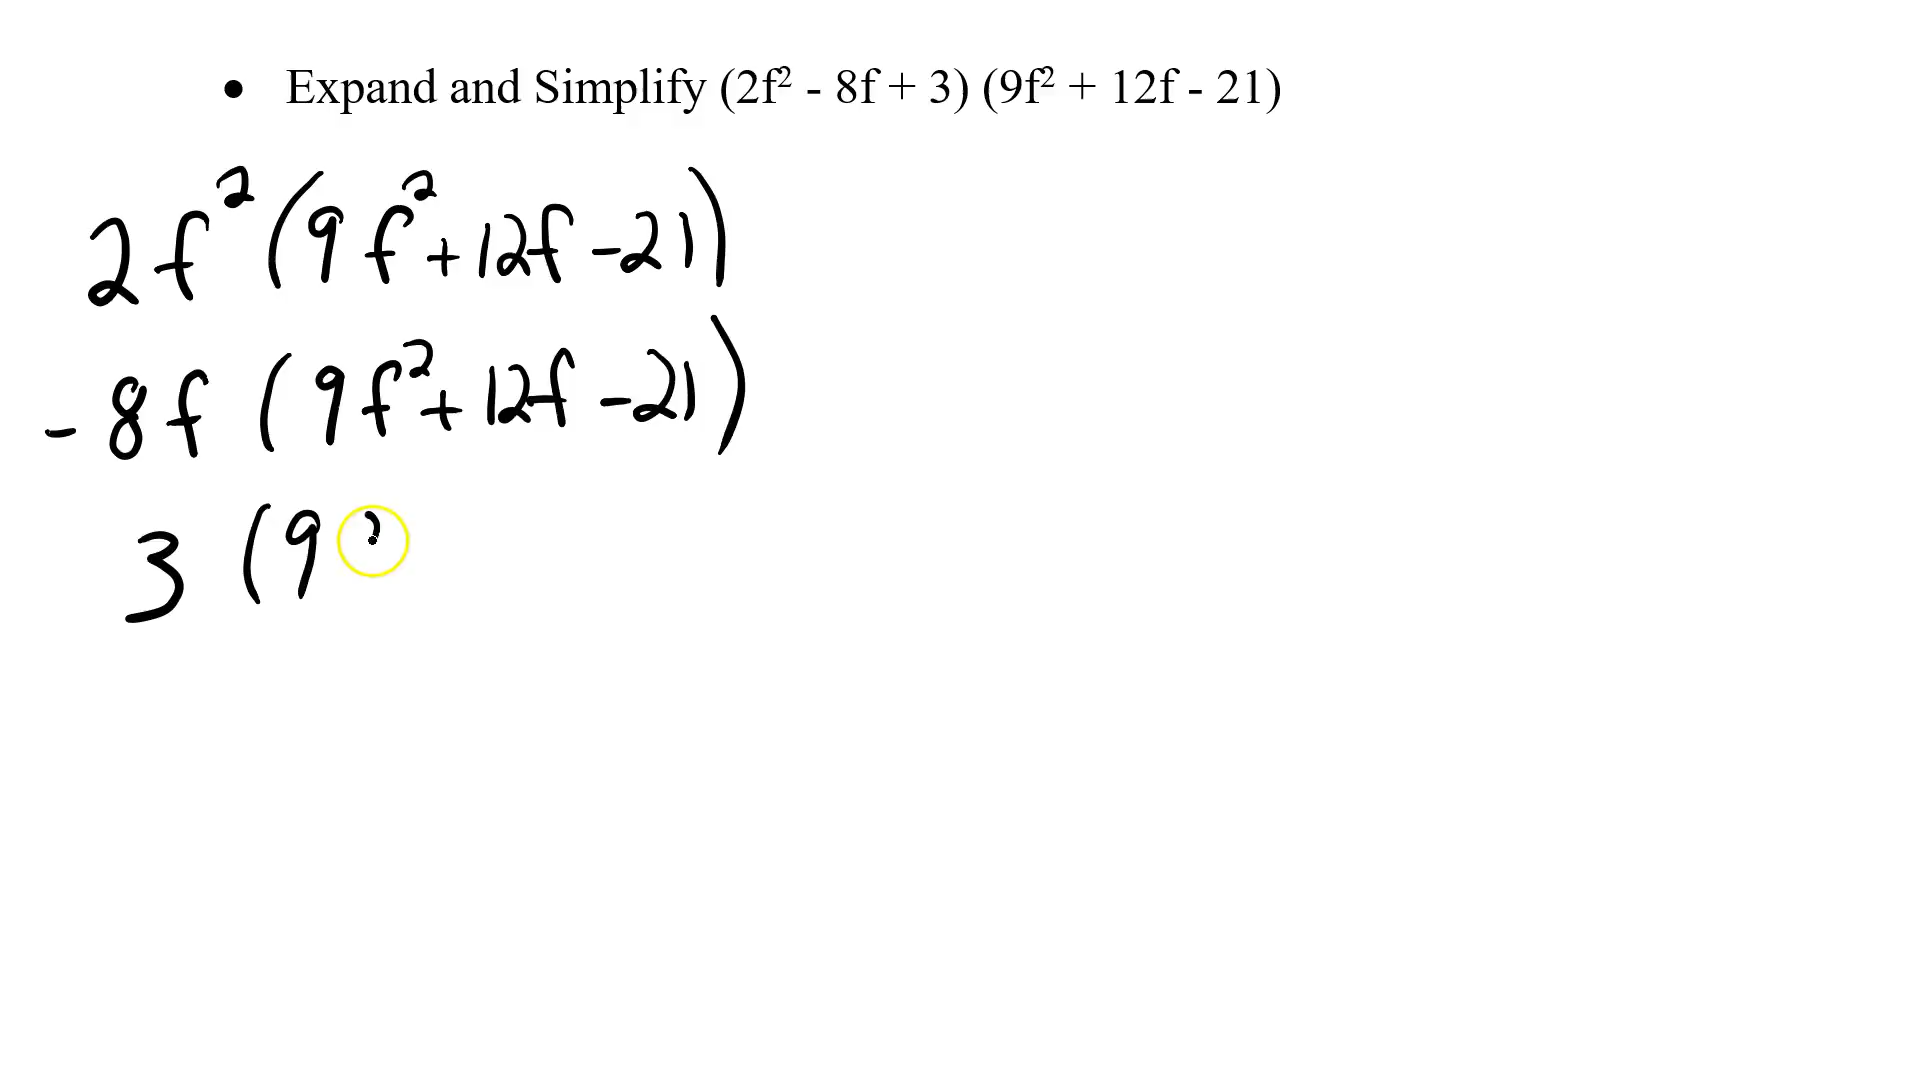 • Expand and Simplify (2f² - 8f + 3) (9f² + 12f - 21)
2f² (9f² + 12f - 21)
- 8f (9f² + 12f - 21)
3 (9